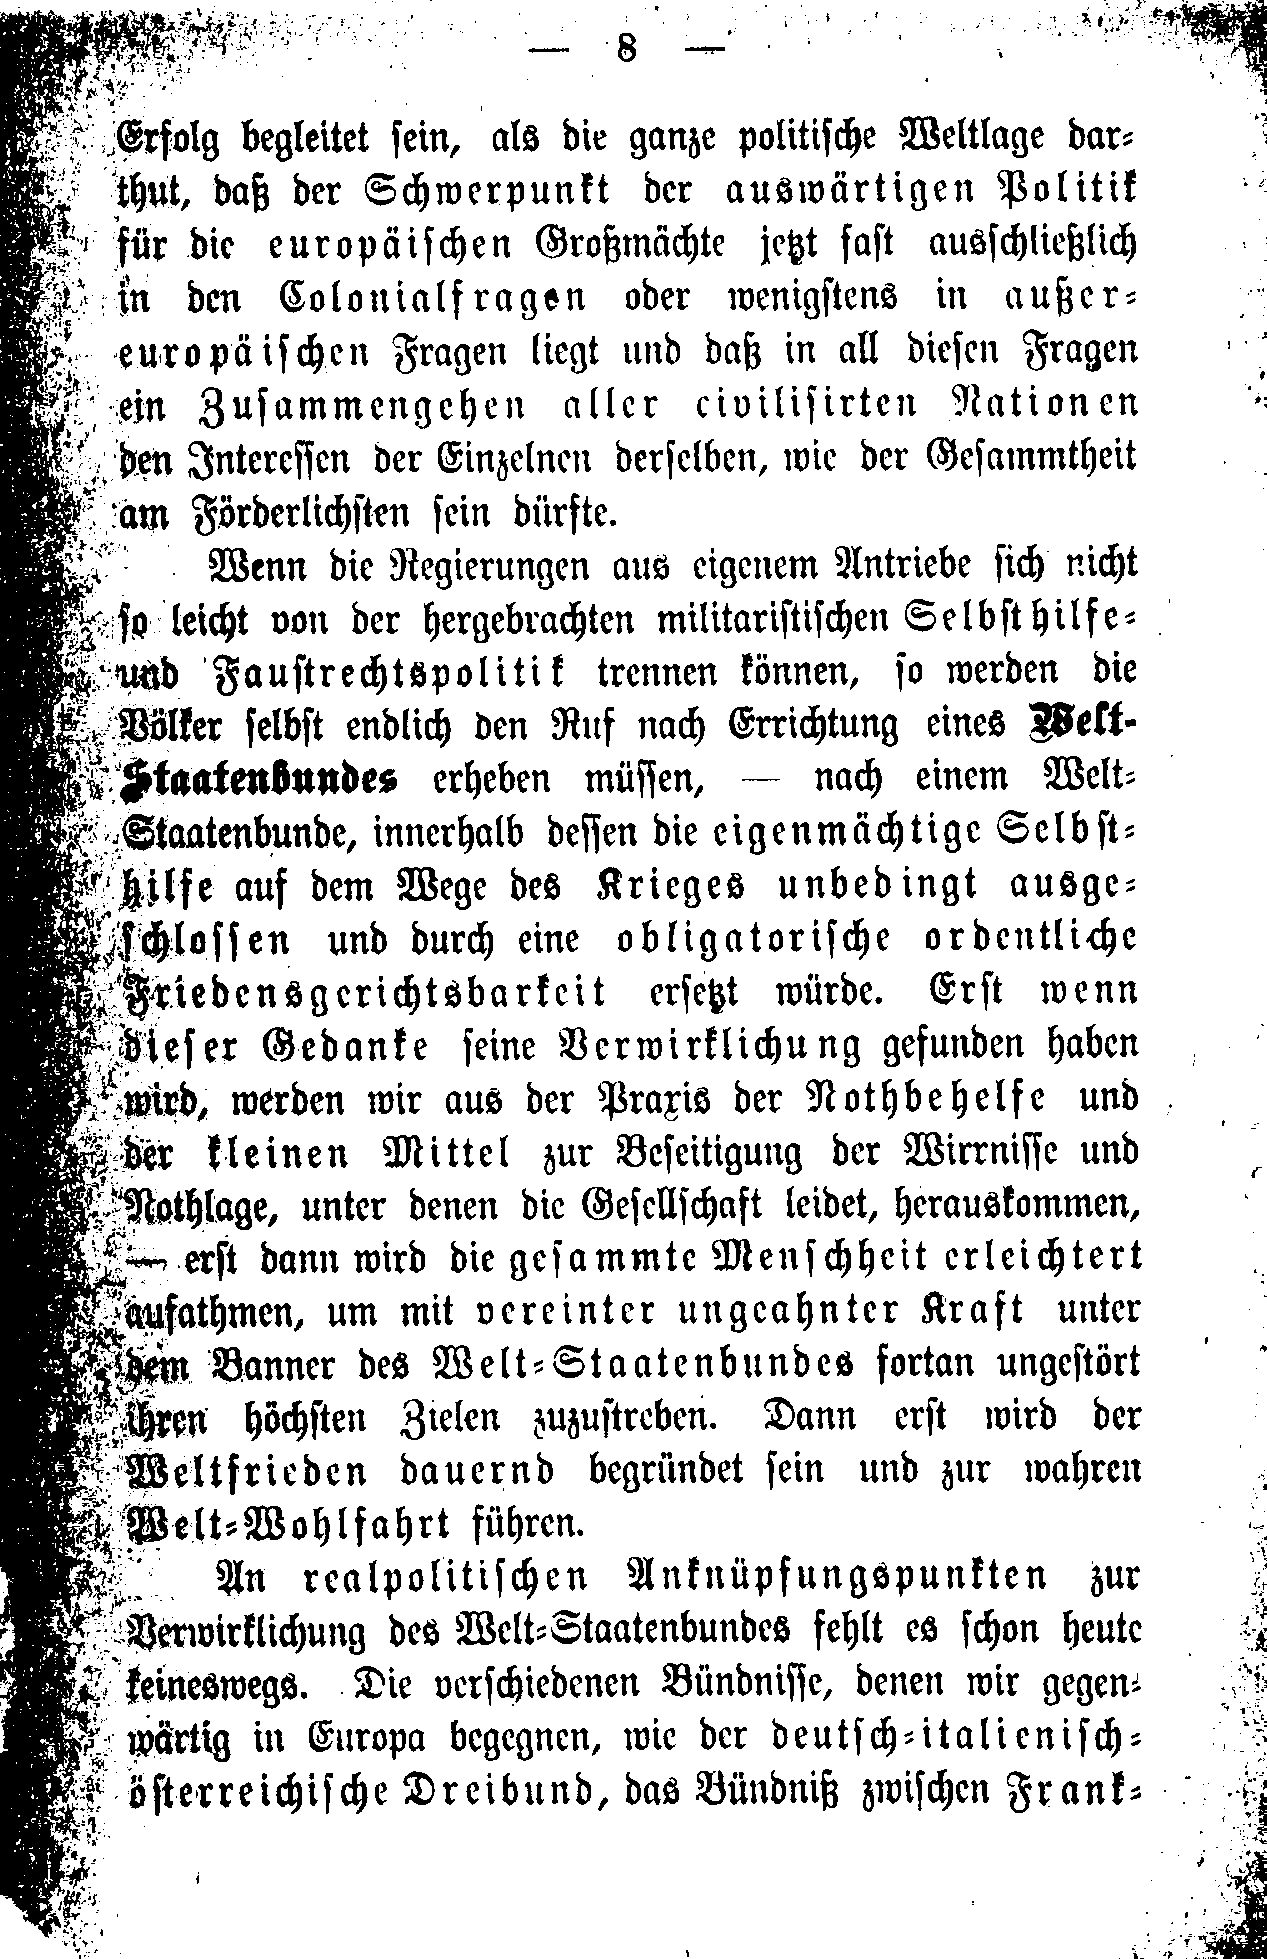 — 8 —
Erfolg begleitet sein, als die ganze politische Weltlage dar-
thut, daß der Schwerpunkt der auswärtigen Politik
für die europäischen Großmächte jetzt fast ausschließlich
in den Colonialfragen oder wenigstens in außer-
europäischen Fragen liegt und daß in all diesen Fragen
ein Zusammengehen aller civilisirten Nationen
den Interessen der Einzelnen derselben, wie der Gesammtheit
am Förderlichsten sein dürfte.
Wenn die Regierungen aus eigenem Antriebe sich nicht
so leicht von der hergebrachten militaristischen Selbsthilfe-
und Faustrechtspolitik trennen können, so werden die
Völker selbst endlich den Ruf nach Errichtung eines Welt-
Staatenbundes erheben müssen, — nach einem Welt-
Staatenbunde, innerhalb dessen die eigenmächtige Selbst-
hilfe auf dem Wege des Krieges unbedingt ausge-
schlossen und durch eine obligatorische ordentliche
Friedensgerichtsbarkeit ersetzt würde. Erst wenn
dieser Gedanke seine Verwirklichung gefunden haben
wird, werden wir aus der Praxis der Nothbehelfe und
der kleinen Mittel zur Beseitigung der Wirrnisse und
Nothlage, unter denen die Gesellschaft leidet, herauskommen,
— erst dann wird die gesammte Menschheit erleichtert
aufathmen, um mit vereinter ungeahnter Kraft unter
dem Banner des Welt-Staatenbundes fortan ungestört
ihren höchsten Zielen zuzustreben. Dann erst wird der
Weltfrieden dauernd begründet sein und zur wahren
Welt-Wohlfahrt führen.
An realpolitischen Anknüpfungspunkten zur
Verwirklichung des Welt-Staatenbundes fehlt es schon heute
keineswegs. Die verschiedenen Bündnisse, denen wir gegen-
wärtig in Europa begegnen, wie der deutsch-italienisch-
österreichische Dreibund, das Bündniß zwischen Frank-